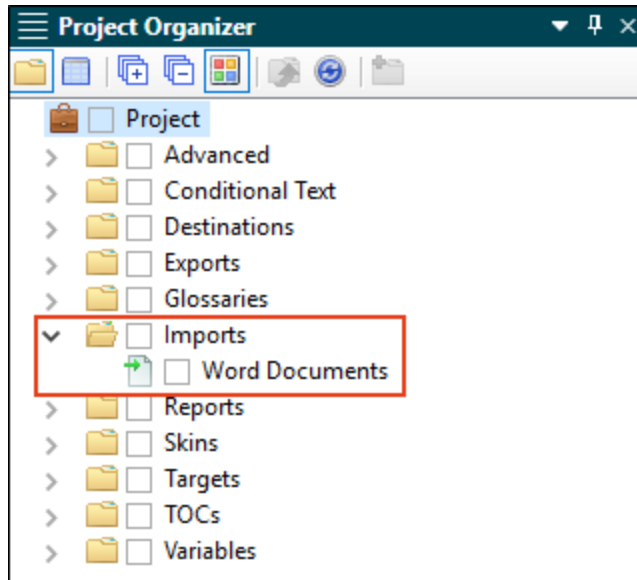 Project Organizer
Project
Advanced
Conditional Text
Destinations
Exports
Glossaries
Imports
Word Documents
Reports
Skins
Targets
TOCs
Variables